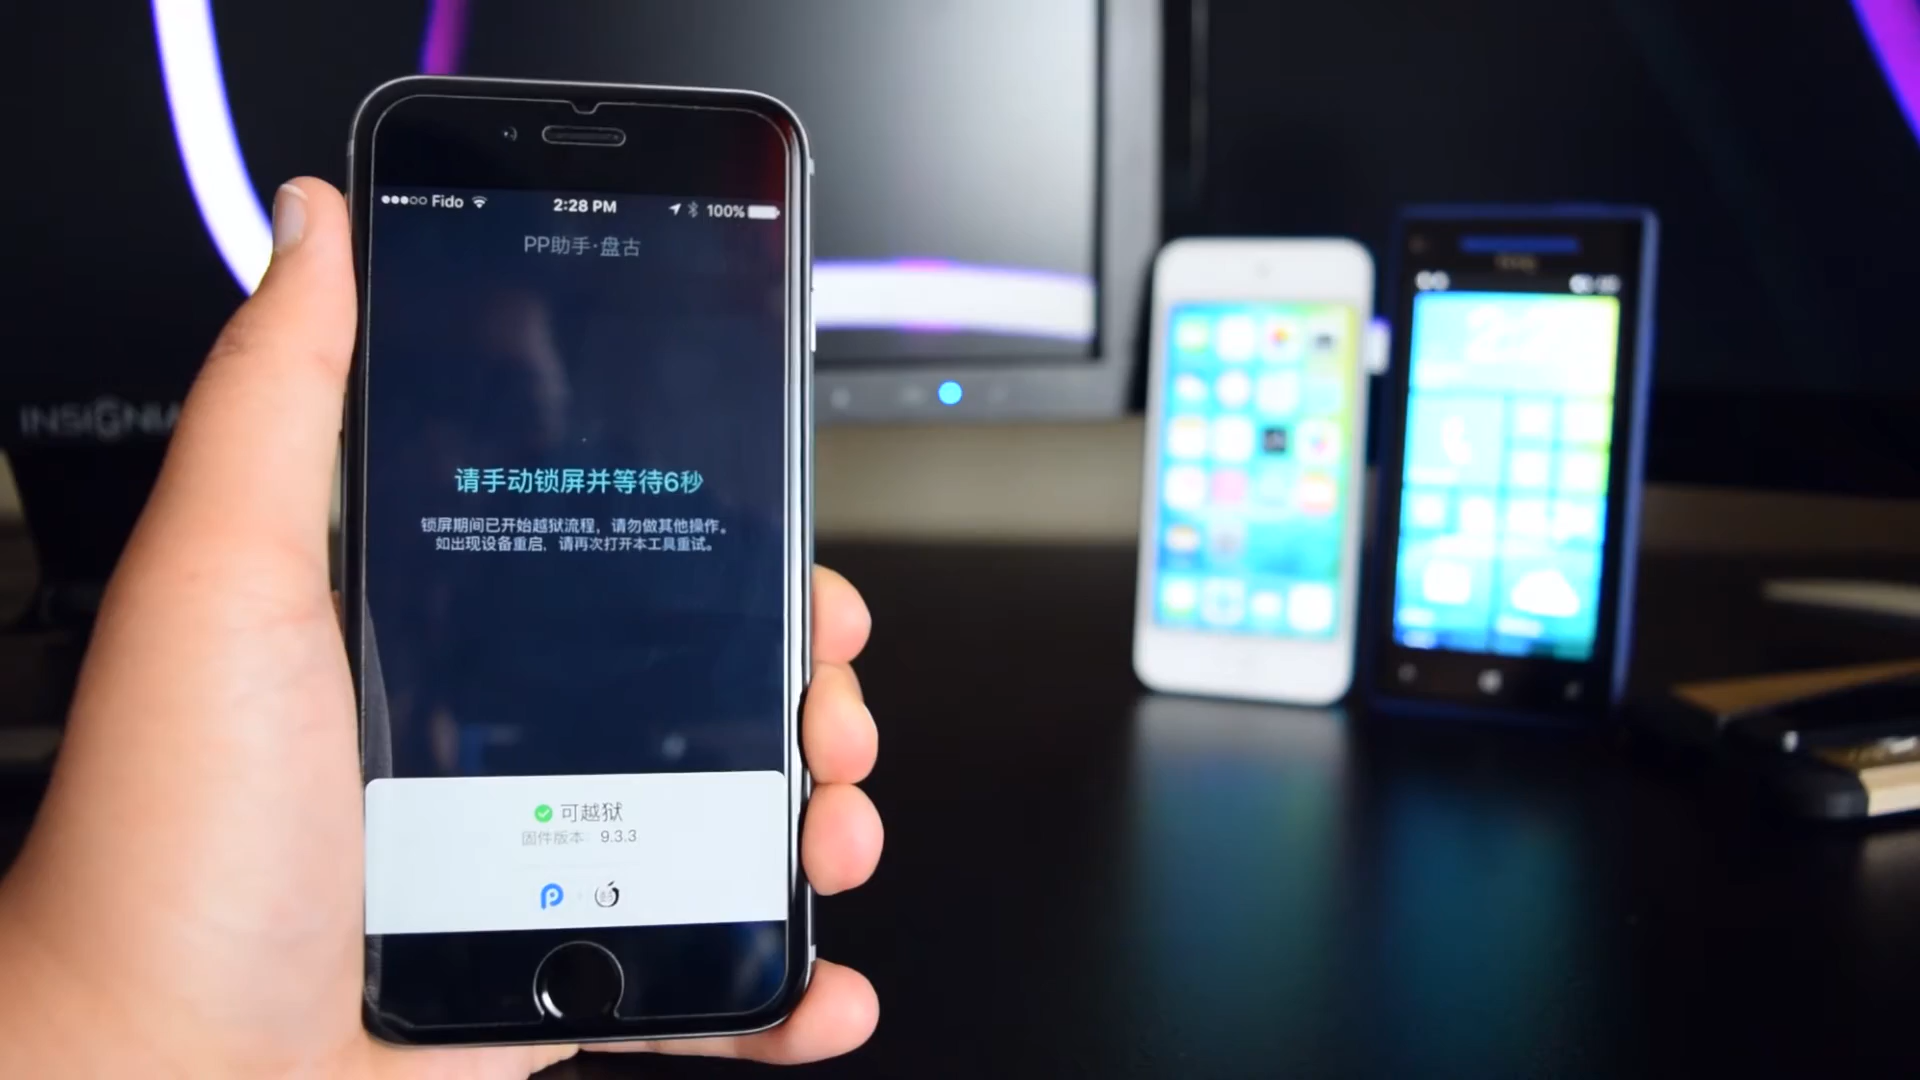 Fido 2:28 PM 100%
PP助手·盘古
请手动锁屏并等待6秒
锁屏期间已开始越狱流程，请勿做其他操作。
如出现设备重启，请再次打开本工具重试。
可越狱
固件版本：9.3.3
INSIGNIA